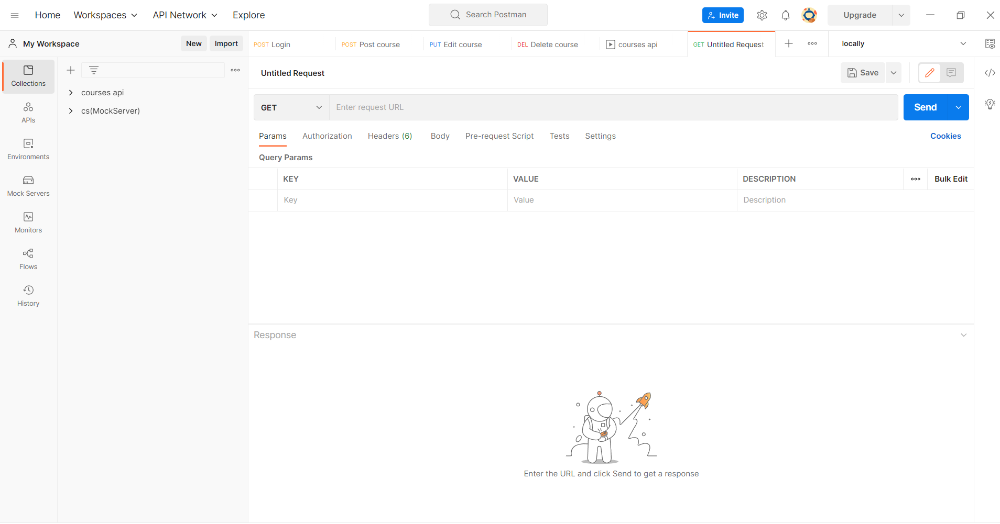 Home Workspaces API Network Explore Search Postman Invite Upgrade
My Workspace New Import
POST Login POST Post course PUT Edit course DEL Delete course courses api GET Untitled Request locally
Collections
APIs
Environments
Mock Servers
Monitors
Flows
History
courses api
cs(MockServer)
Untitled Request Save
GET Enter request URL Send
Params Authorization Headers (6) Body Pre-request Script Tests Settings Cookies
Query Params
KEY VALUE DESCRIPTION Bulk Edit
Key Value Description
Response
Enter the URL and click Send to get a response